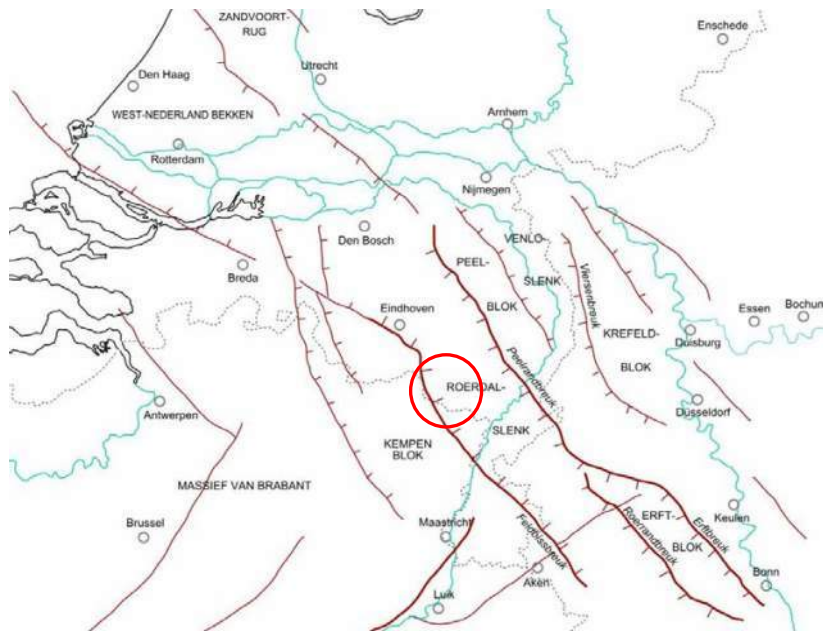 ZANDVOORT-
RUG
Enschede
Utrecht
Den Haag
WEST-NEDERLAND BEKKEN
Arnhem
Rotterdam
Nijmegen
Den Bosch
VENLO-
SLENK
Breda
PEEL-
BLOK
Viersenbreuk
Eindhoven
Essen
Bochum
Duisburg
KREFELD-
BLOK
Peelrandbreuk
ROERDAL-
SLENK
Antwerpen
Düsseldorf
KEMPEN
BLOK
MASSIEF VAN BRABANT
Keulen
ERFT-
BLOK
Brussel
Maastricht
Feldbissbreuk
Roerrandbreuk
Erftbreuk
Aken
Bonn
Luik